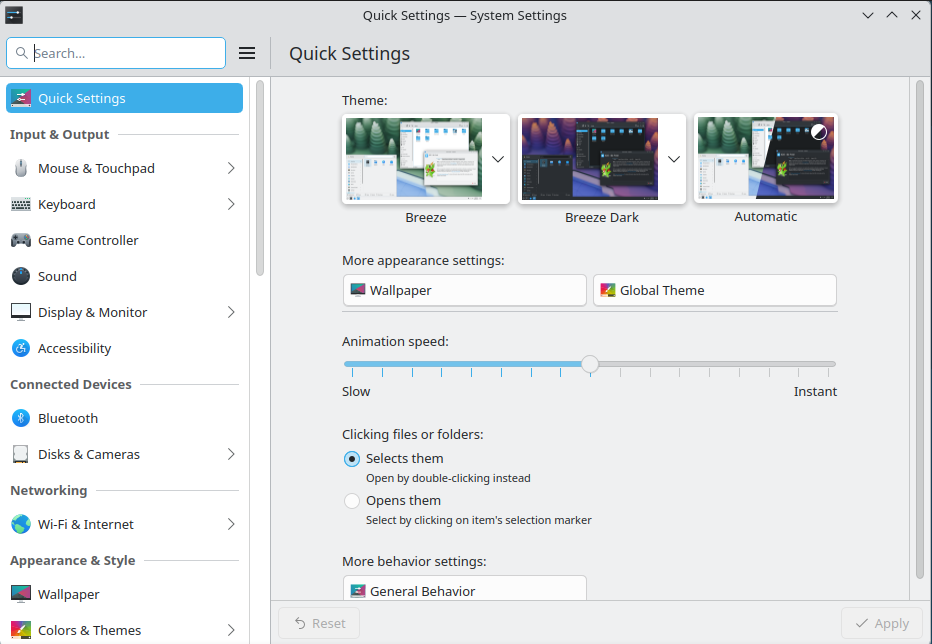 Quick Settings — System Settings
Search...
Quick Settings
Quick Settings
Input & Output
Mouse & Touchpad
Keyboard
Game Controller
Sound
Display & Monitor
Accessibility
Connected Devices
Bluetooth
Disks & Cameras
Networking
Wi-Fi & Internet
Appearance & Style
Wallpaper
Colors & Themes
Theme:
Breeze
Breeze Dark
Automatic
More appearance settings:
Wallpaper
Global Theme
Animation speed:
Slow
Instant
Clicking files or folders:
Selects them
Open by double-clicking instead
Opens them
Select by clicking on item's selection marker
More behavior settings:
General Behavior
Reset
Apply